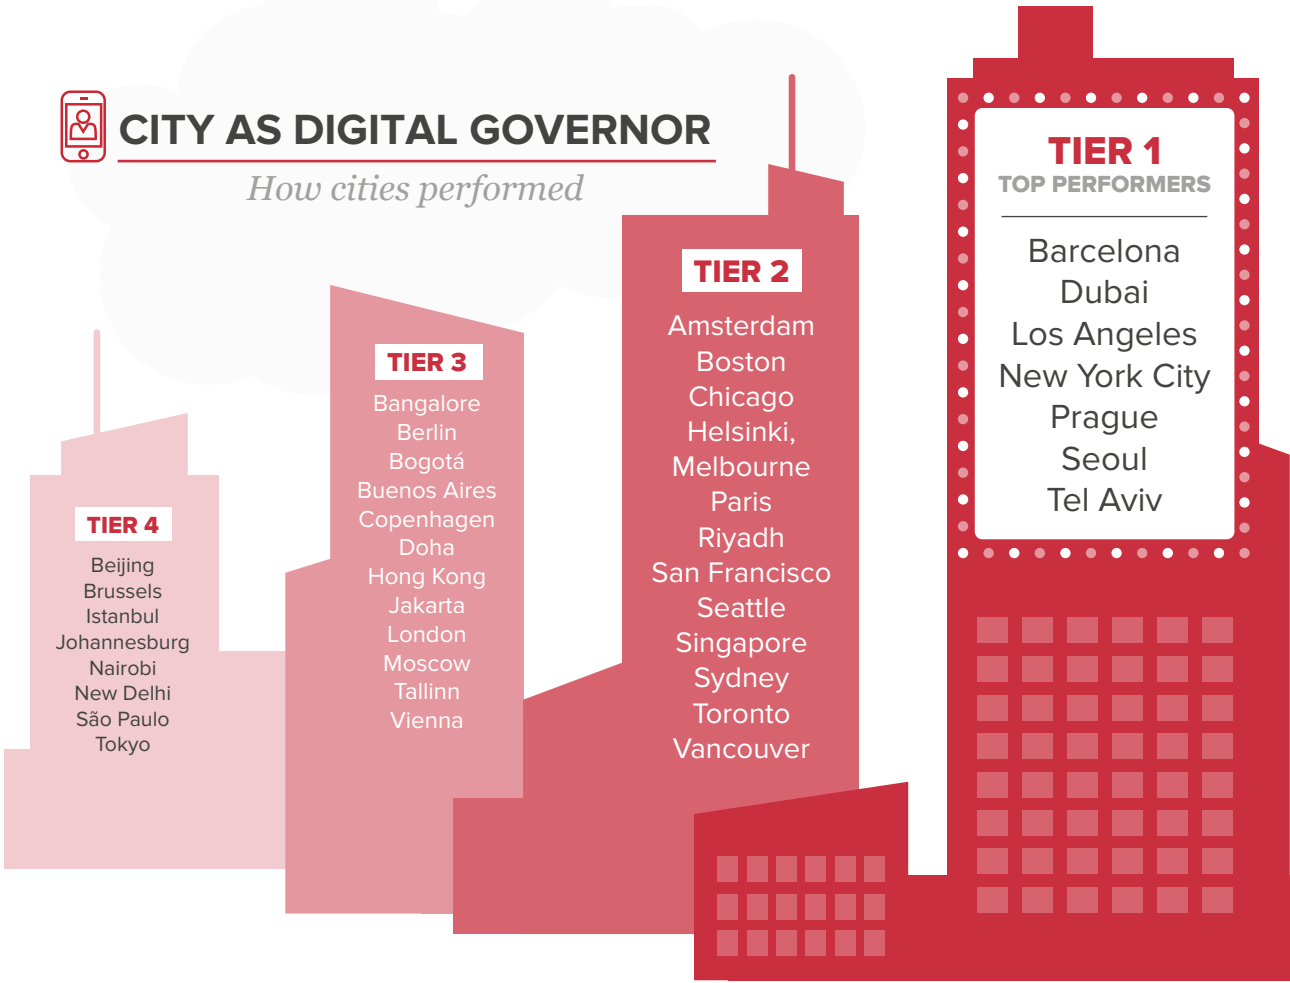 CITY AS DIGITAL GOVERNOR
How cities performed
TIER 1
TOP PERFORMERS
Barcelona
Dubai
Los Angeles
New York City
Prague
Seoul
Tel Aviv
TIER 2
Amsterdam
Boston
Chicago
Helsinki,
Melbourne
Paris
Riyadh
San Francisco
Seattle
Singapore
Sydney
Toronto
Vancouver
TIER 3
Bangalore
Berlin
Bogotá
Buenos Aires
Copenhagen
Doha
Hong Kong
Jakarta
London
Moscow
Tallinn
Vienna
TIER 4
Beijing
Brussels
Istanbul
Johannesburg
Nairobi
New Delhi
São Paulo
Tokyo